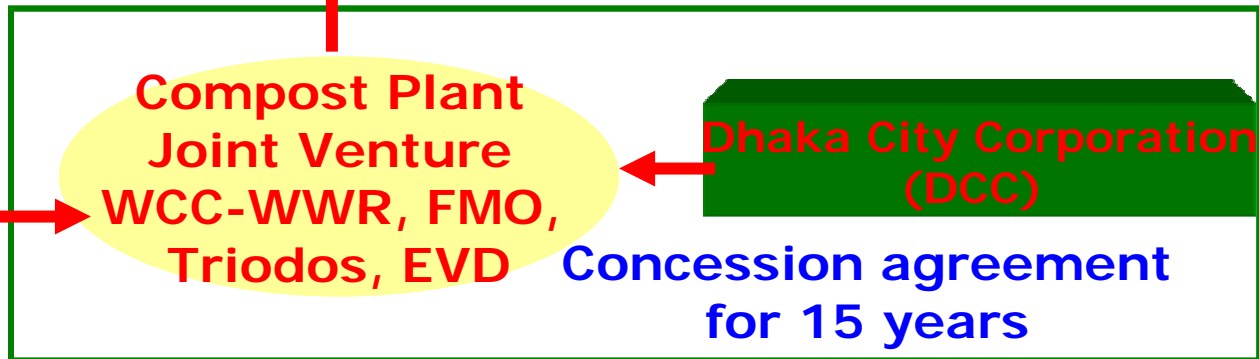 Compost Plant
Joint Venture
WCC-WWR, FMO,
Triodos, EVD
Dhaka City Corporation
(DCC)
Concession agreement
for 15 years